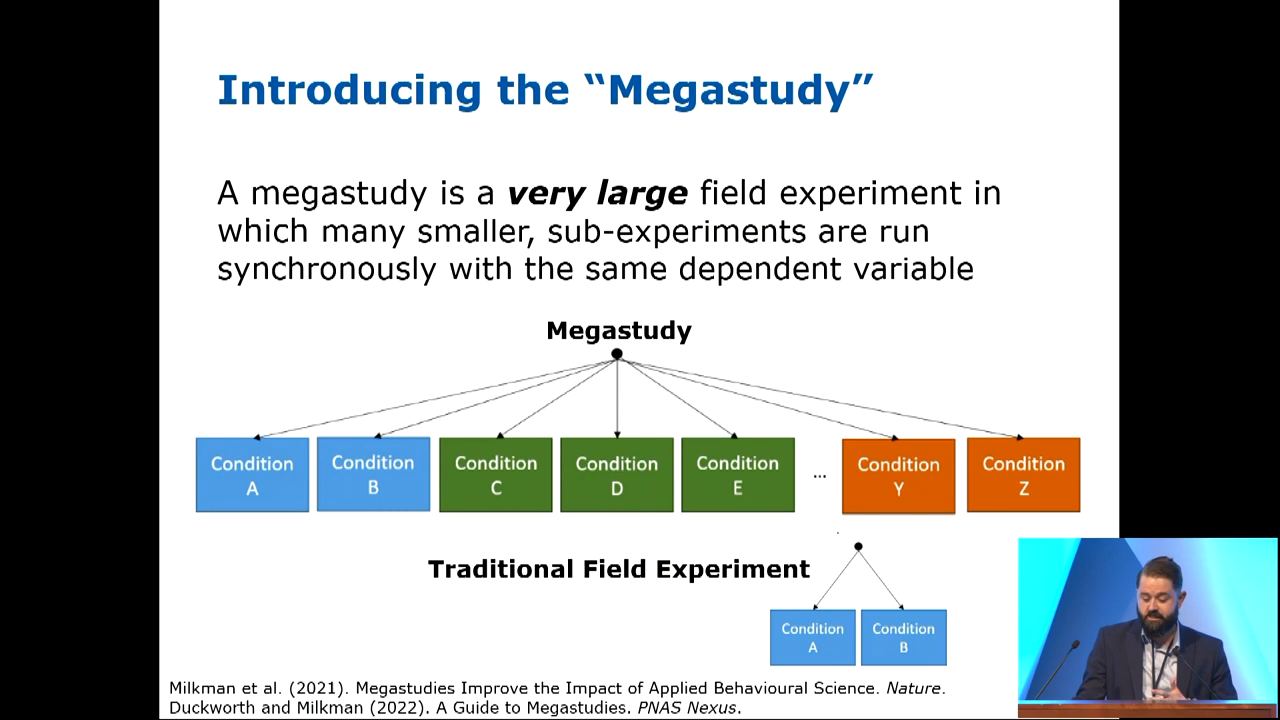 Introducing the “Megastudy”
A megastudy is a very large field experiment in
which many smaller, sub-experiments are run
synchronously with the same dependent variable
Megastudy
Condition
A
Condition
B
Condition
C
Condition
D
Condition
E
...
Condition
Y
Condition
Z
Traditional Field Experiment
Condition
A
Condition
B
Milkman et al. (2021). Megastudies Improve the Impact of Applied Behavioural Science. Nature.
Duckworth and Milkman (2022). A Guide to Megastudies. PNAS Nexus.